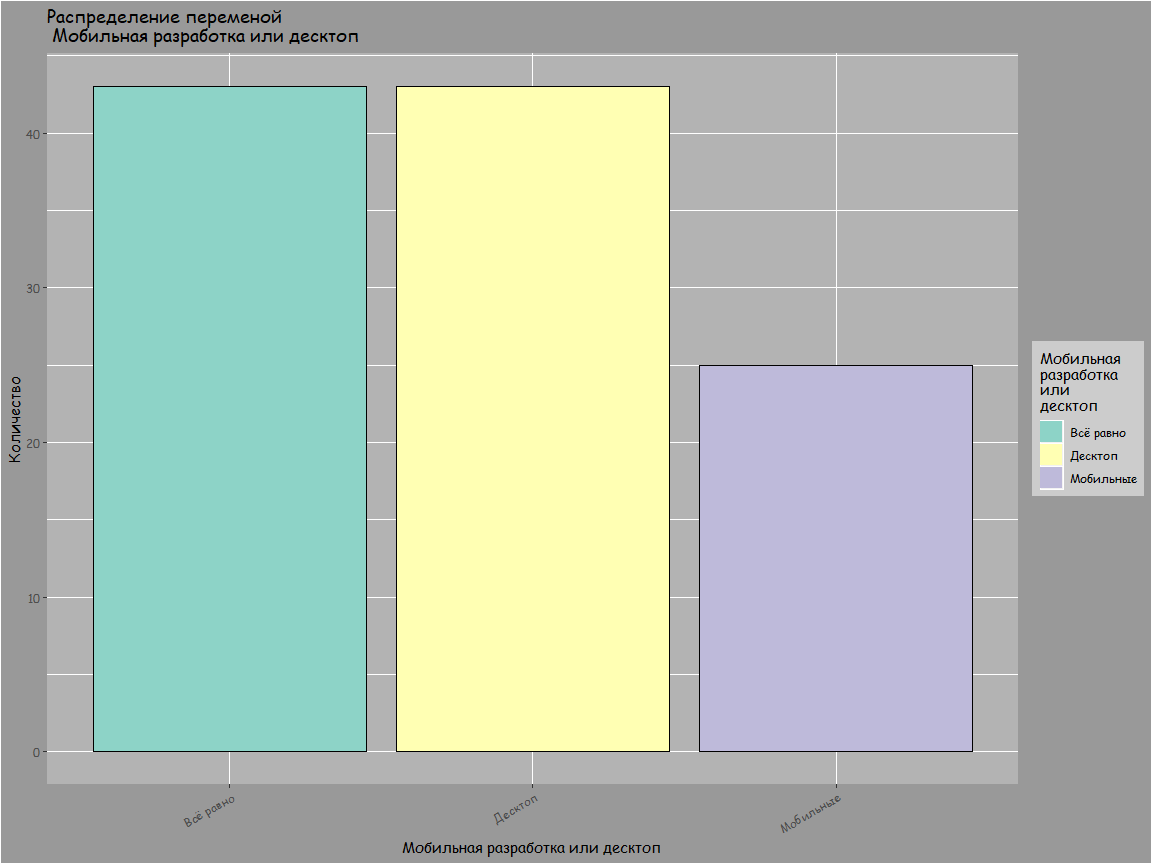 Распределение переменой
Мобильная разработка или десктоп
Количество
40
30
20
10
0
Всё равно
Десктоп
Мобильные
Мобильная разработка или десктоп
Мобильная
разработка
или
десктоп
Всё равно
Десктоп
Мобильные